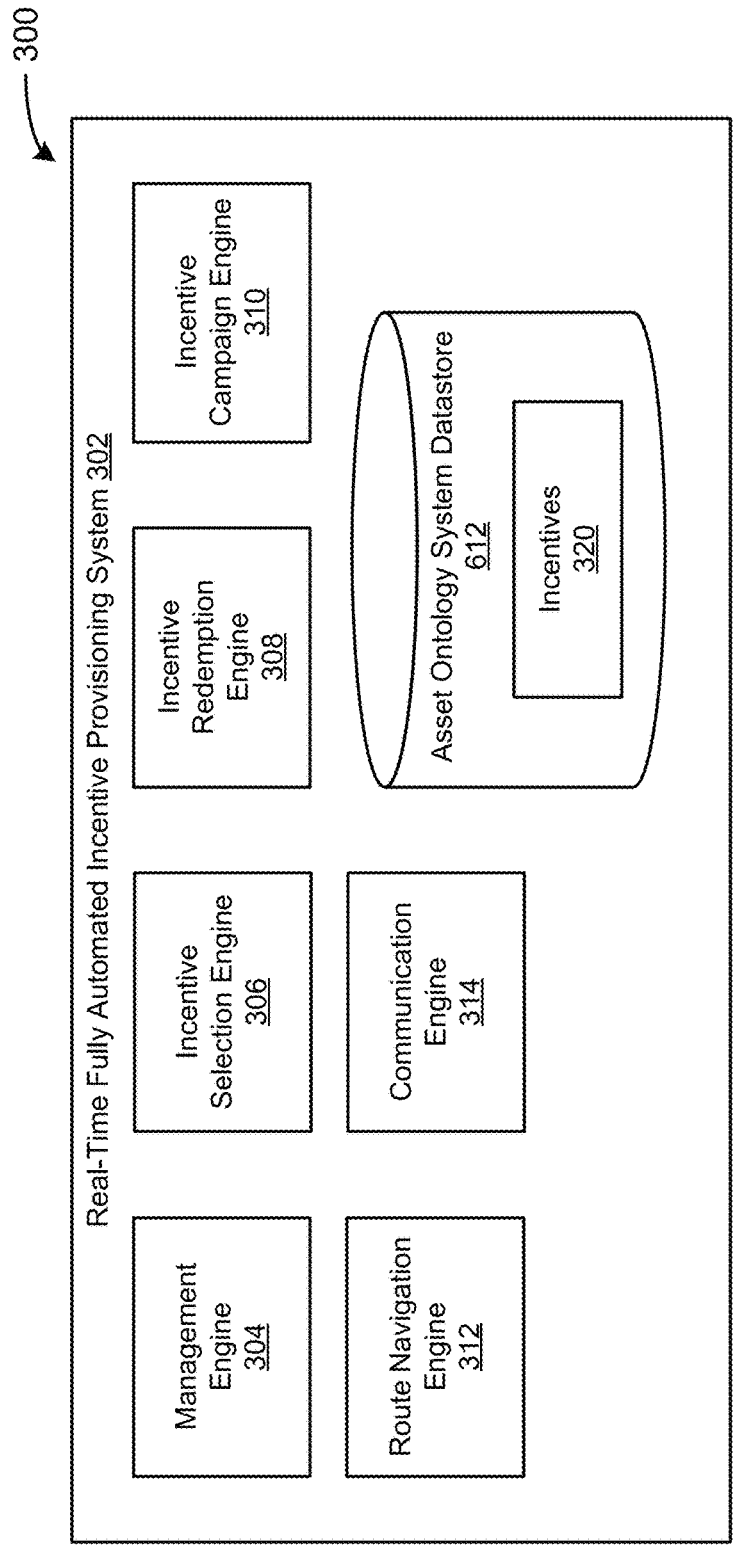 300
Real-Time Fully Automated Incentive Provisioning System 302
Management
Engine
304
Incentive
Selection Engine
306
Incentive
Redemption
Engine
308
Incentive
Campaign Engine
310
Route Navigation
Engine
312
Communication
Engine
314
Asset Ontology System Datastore
612
Incentives
320